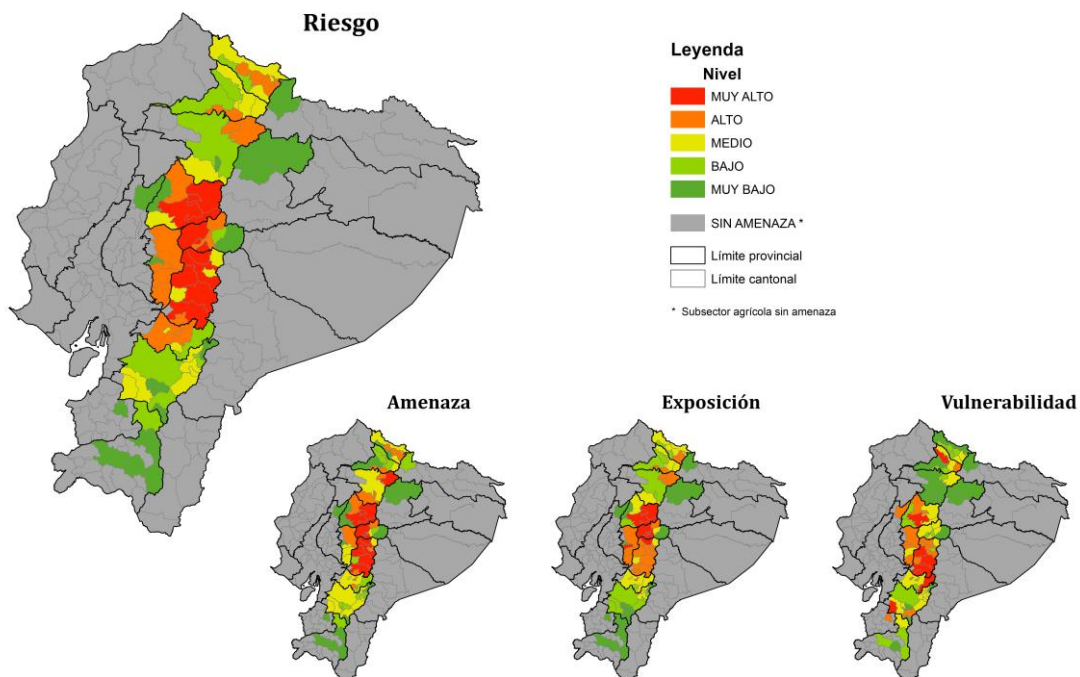 Riesgo
Leyenda
Nivel
MUY ALTO
ALTO
MEDIO
BAJO
MUY BAJO
SIN AMENAZA *
Límite provincial
Límite cantonal
* Subsector agrícola sin amenaza
Amenaza
Exposición
Vulnerabilidad